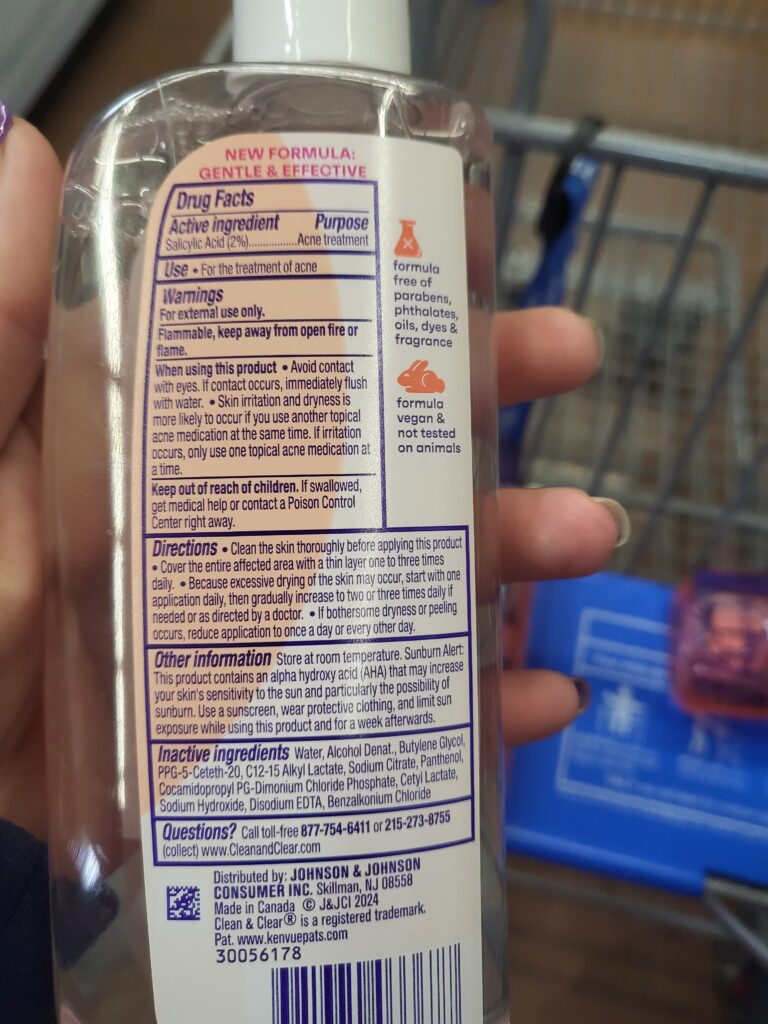 NEW FORMULA:
GENTLE & EFFECTIVE
Drug Facts
Active ingredient Purpose
Salicylic Acid (2%)..................Acne treatment
Use • For the treatment of acne
Warnings
For external use only.
Flammable, keep away from open fire or
flame.
When using this product • Avoid contact
with eyes. If contact occurs, immediately flush
with water. • Skin irritation and dryness is
more likely to occur if you use another topical
acne medication at the same time. If irritation
occurs, only use one topical acne medication at
a time.
Keep out of reach of children. If swallowed,
get medical help or contact a Poison Control
Center right away.
formula
free of
parabens,
phthalates,
oils, dyes &
fragrance
formula
vegan &
not tested
on animals
Directions • Clean the skin thoroughly before applying this product
• Cover the entire affected area with a thin layer one to three times
daily. • Because excessive drying of the skin may occur, start with one
application daily, then gradually increase to two or three times daily if
needed or as directed by a doctor. • If bothersome dryness or peeling
occurs, reduce application to once a day or every other day.
Other information Store at room temperature. Sunburn Alert:
This product contains an alpha hydroxy acid (AHA) that may increase
your skin's sensitivity to the sun and particularly the possibility of
sunburn. Use a sunscreen, wear protective clothing, and limit sun
exposure while using this product and for a week afterwards.
Inactive ingredients Water, Alcohol Denat., Butylene Glycol,
PPG-5-Ceteth-20, C12-15 Alkyl Lactate, Sodium Citrate, Panthenol,
Cocamidopropyl PG-Dimonium Chloride Phosphate, Cetyl Lactate,
Sodium Hydroxide, Disodium EDTA, Benzalkonium Chloride
Questions? Call toll-free 877-754-6411 or 215-273-8755
(collect) www.CleanandClear.com
Distributed by: JOHNSON & JOHNSON
CONSUMER INC. Skillman, NJ 08558
Made in Canada © J&JCI 2024
Clean & Clear® is a registered trademark.
Pat. www.kenvuepats.com
30056178